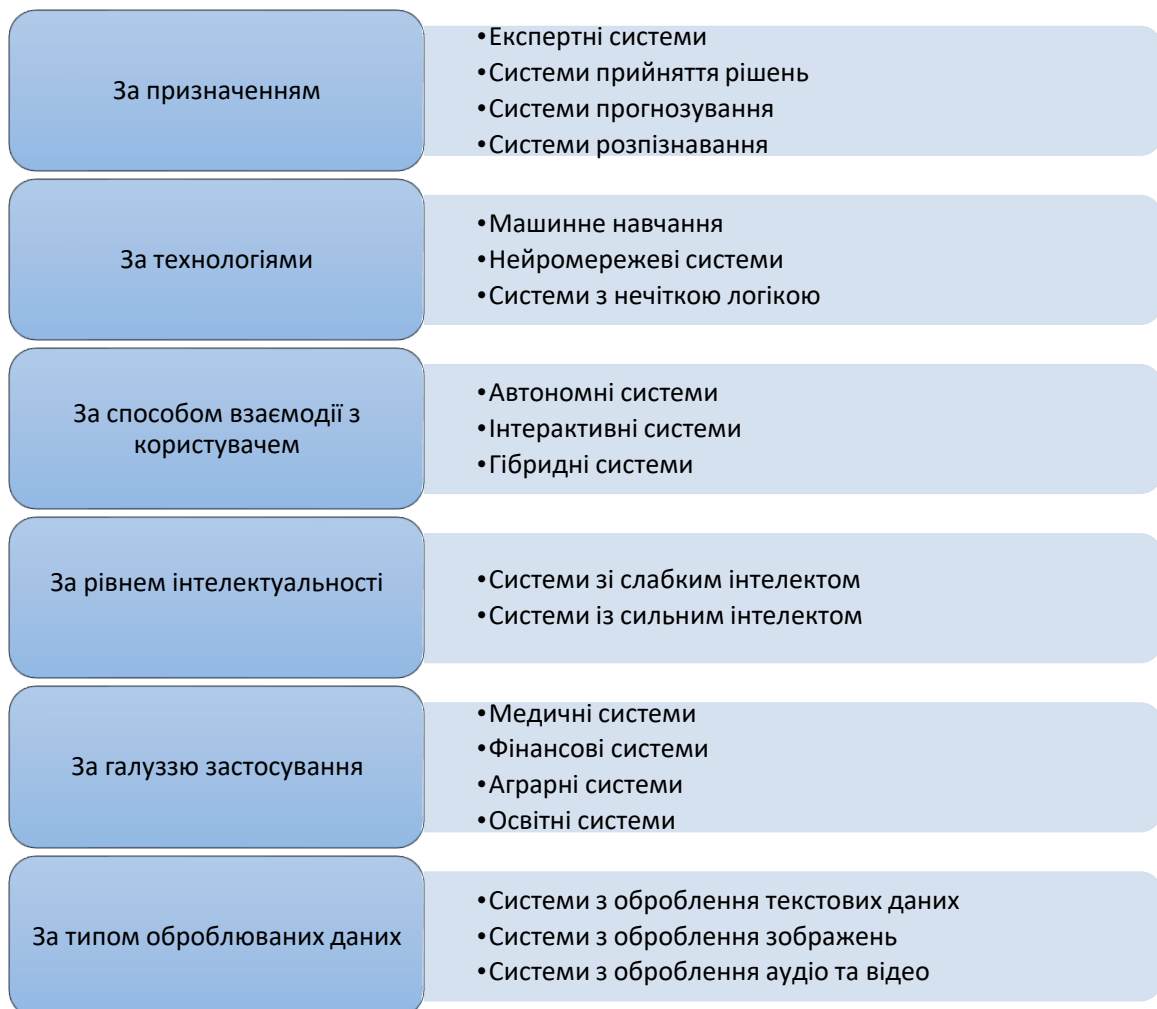 За призначенням
•Експертні системи
•Системи прийняття рішень
•Системи прогнозування
•Системи розпізнавання
За технологіями
•Машинне навчання
•Нейромережеві системи
•Системи з нечіткою логікою
За способом взаємодії з
користувачем
•Автономні системи
•Інтерактивні системи
•Гібридні системи
За рівнем інтелектуальності
•Системи зі слабким інтелектом
•Системи із сильним інтелектом
За галуззю застосування
•Медичні системи
•Фінансові системи
•Аграрні системи
•Освітні системи
За типом оброблюваних даних
•Системи з оброблення текстових даних
•Системи з оброблення зображень
•Системи з оброблення аудіо та відео